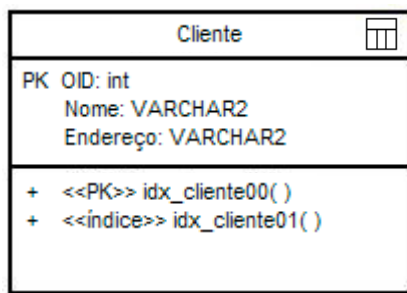 Cliente
PK OID: int
Nome: VARCHAR2
Endereço: VARCHAR2
+ <<PK>> idx_cliente00( )
+ <<índice>> idx_cliente01( )